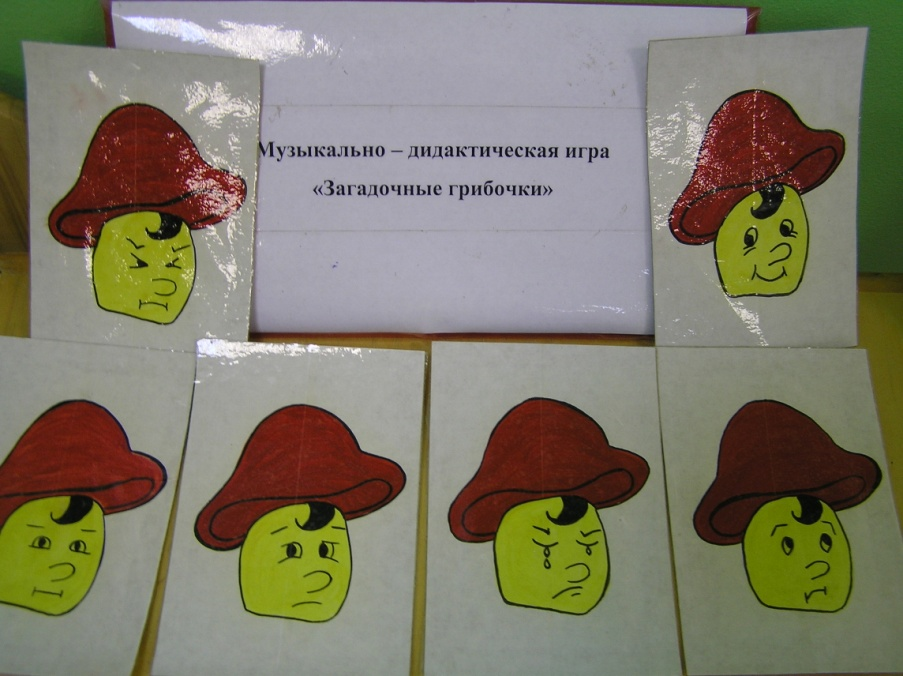 Музыкально – дидактическая игра
«Загадочные грибочки»